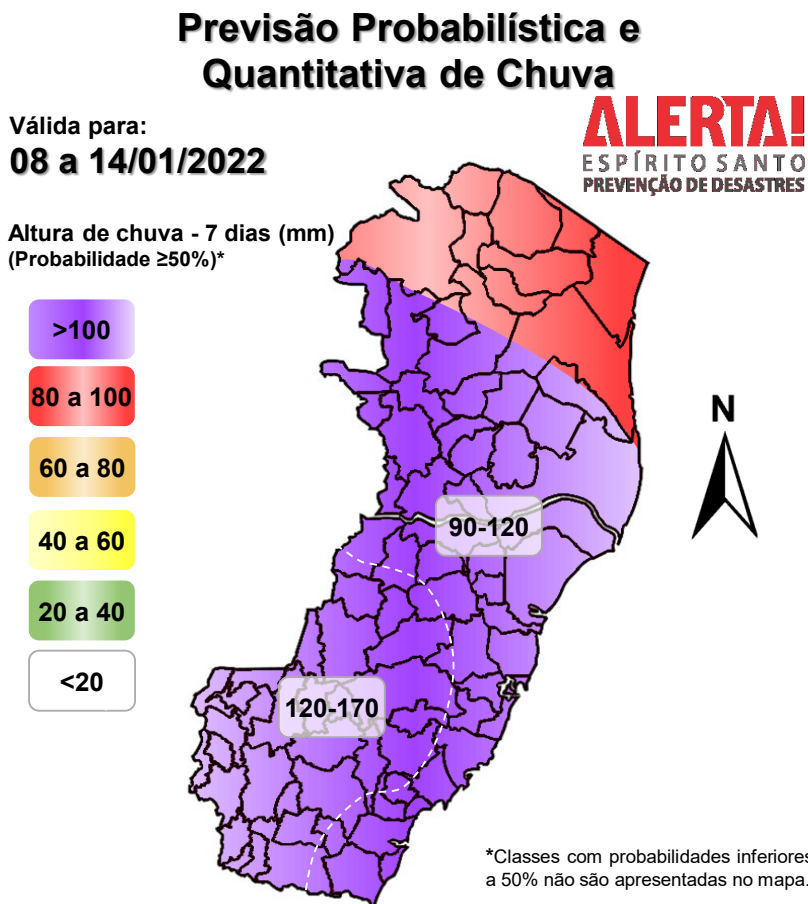 Previsão Probabilística e
Quantitativa de Chuva
Válida para:
08 a 14/01/2022
ALERTA!
ESPÍRITO SANTO
PREVENÇÃO DE DESASTRES
Altura de chuva - 7 dias (mm)
(Probabilidade ≥50%)*
>100
80 a 100
60 a 80
40 a 60
20 a 40
<20
N
90-120
120-170
*Classes com probabilidades inferiores
a 50% não são apresentadas no mapa.